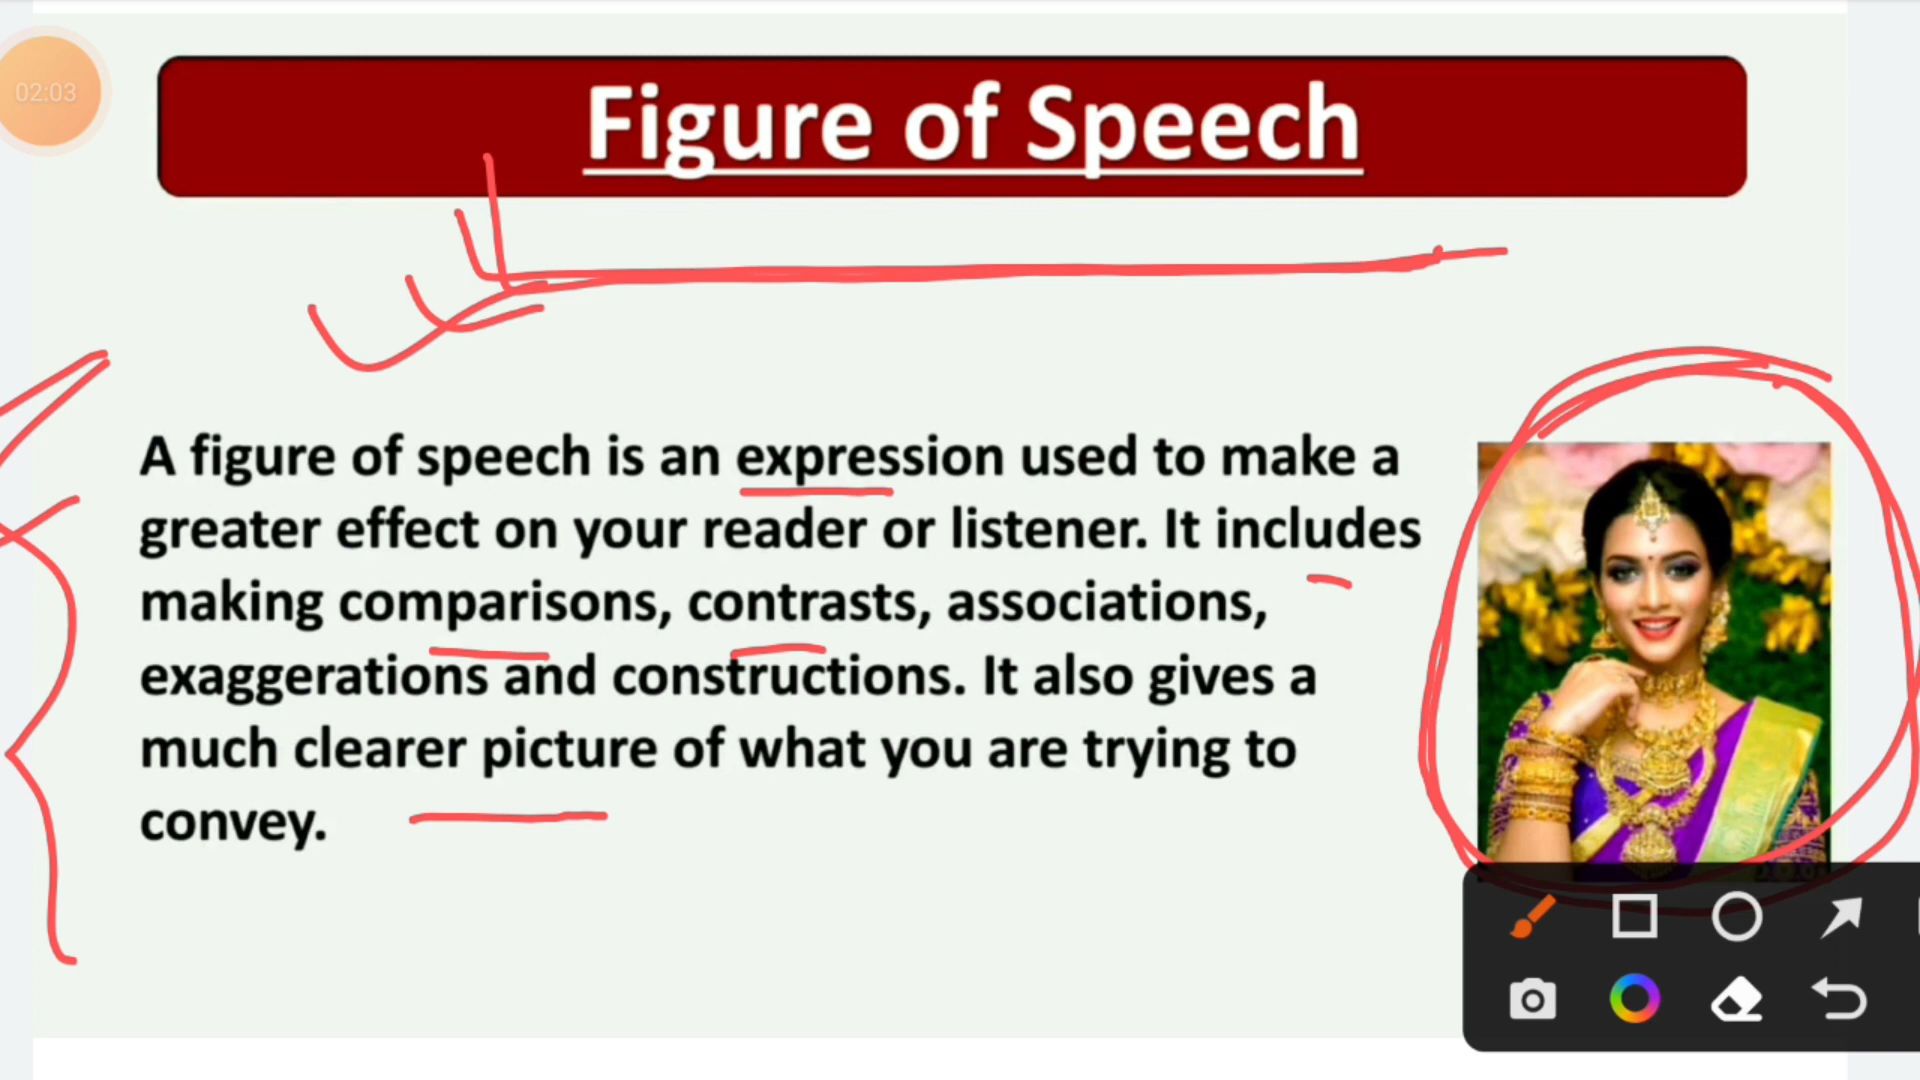 02:03
Figure of Speech
A figure of speech is an expression used to make a
greater effect on your reader or listener. It includes
making comparisons, contrasts, associations,
exaggerations and constructions. It also gives a
much clearer picture of what you are trying to
convey.